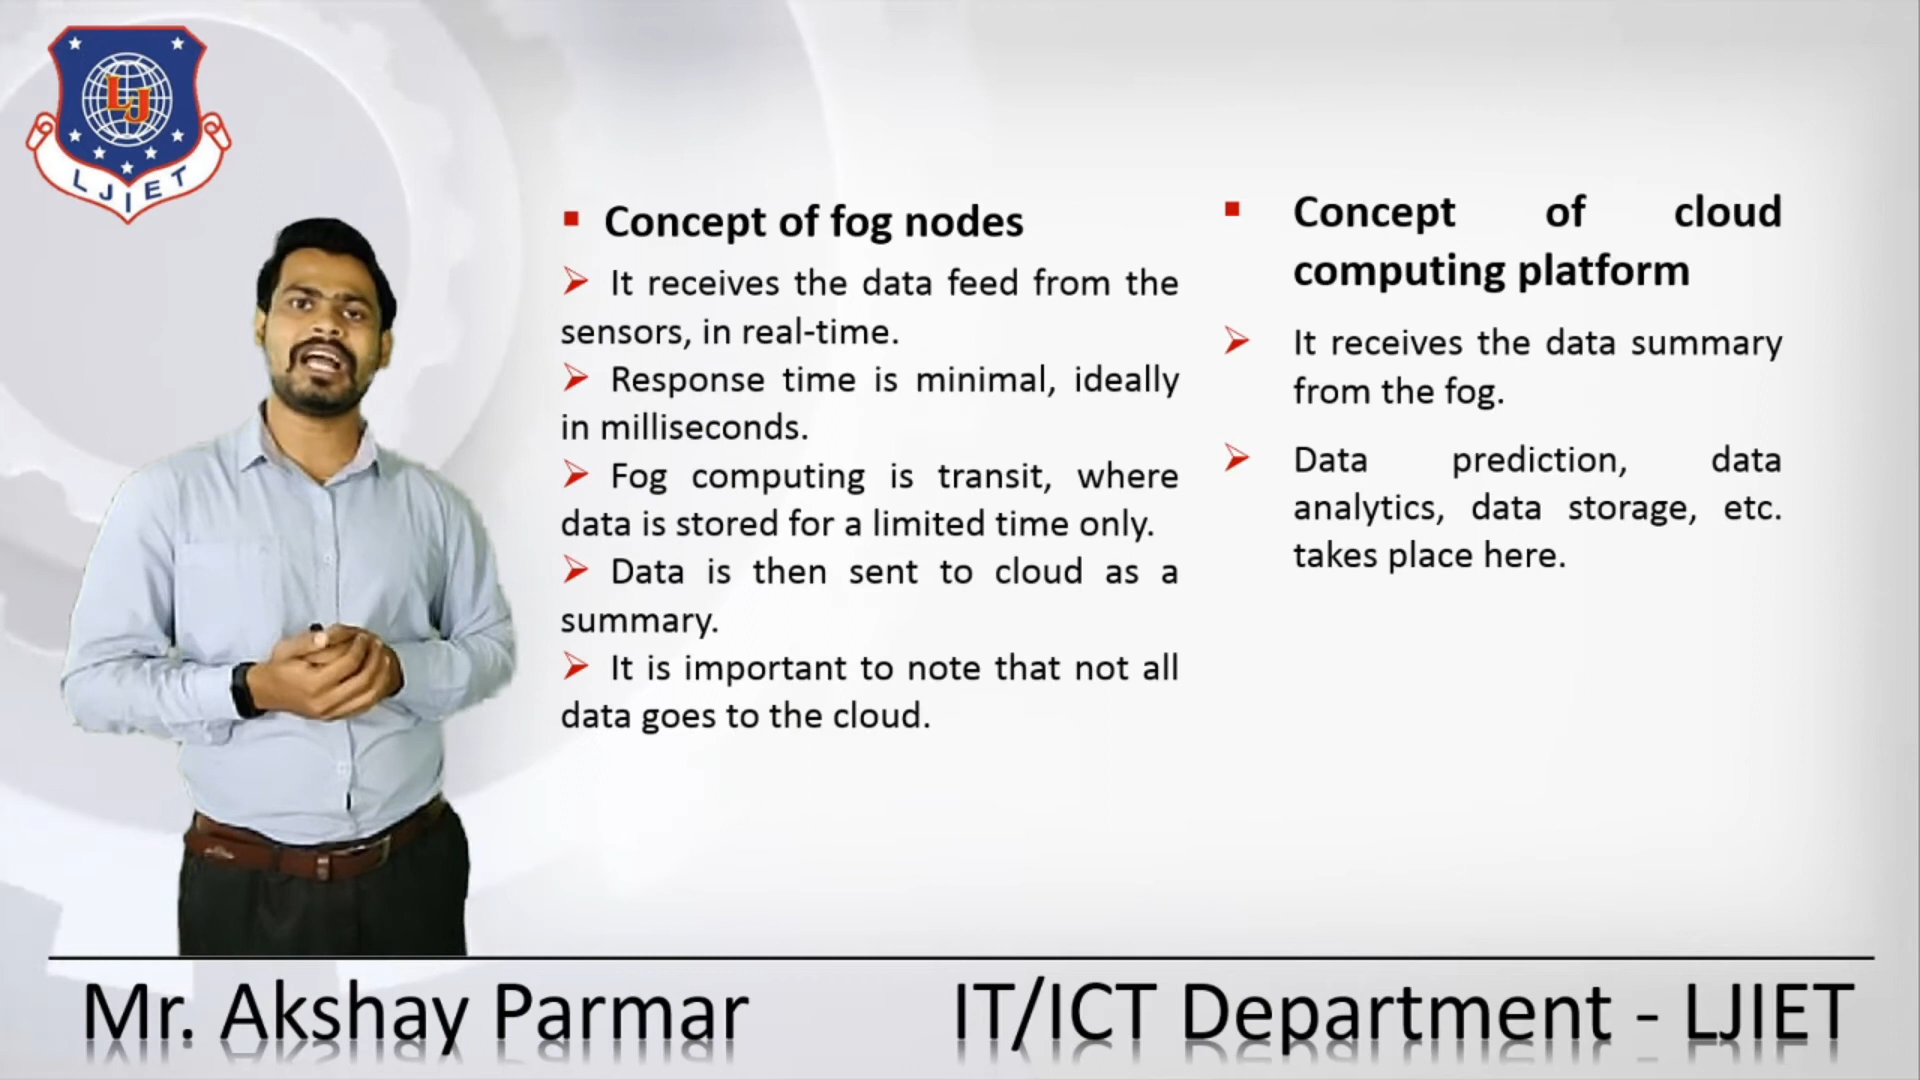 LJ
LJIET
Concept of fog nodes
It receives the data feed from the
sensors, in real-time.
Response time is minimal, ideally
in milliseconds.
Fog computing is transit, where
data is stored for a limited time only.
Data is then sent to cloud as a
summary.
It is important to note that not all
data goes to the cloud.
Concept of cloud
computing platform
It receives the data summary
from the fog.
Data prediction, data
analytics, data storage, etc.
takes place here.
Mr. Akshay Parmar
IT/ICT Department - LJIET